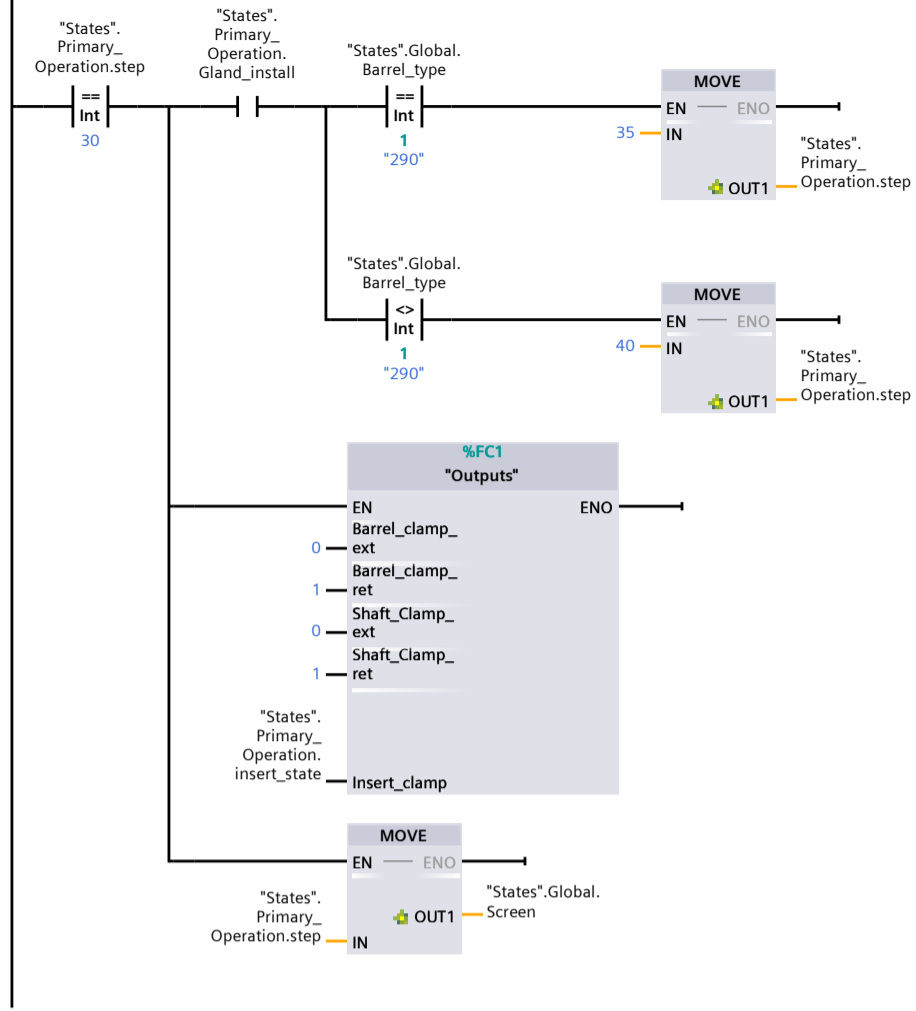 "States".
Primary_
Operation.step
==
Int
30
"States".
Primary_
Operation.
Gland_install
"States".Global.
Barrel_type
==
Int
1
"290"
MOVE
EN
ENO
35
IN
OUT1
"States".
Primary_
Operation.step
"States".Global.
Barrel_type
<>
Int
1
"290"
MOVE
EN
ENO
40
IN
OUT1
"States".
Primary_
Operation.step
%FC1
"Outputs"
EN
ENO
Barrel_clamp_
0
ext
Barrel_clamp_
1
ret
Shaft_Clamp_
0
ext
Shaft_Clamp_
1
ret
"States".
Primary_
Operation.
insert_state
Insert_clamp
MOVE
EN
ENO
"States".
Primary_
Operation.step
IN
OUT1
"States".Global.
Screen